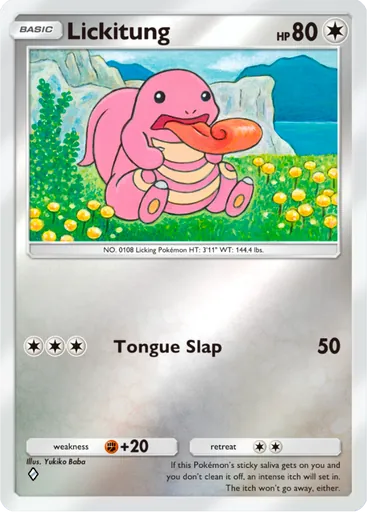 BASIC Lickitung HP 80
NO. 0108 Licking Pokémon HT: 3'11" WT: 144.4 lbs.
Tongue Slap 50
weakness +20 retreat
Illus. Yukiko Baba
If this Pokémon's sticky saliva gets on you and
you don't clean it off, an intense itch will set in.
The itch won't go away, either.